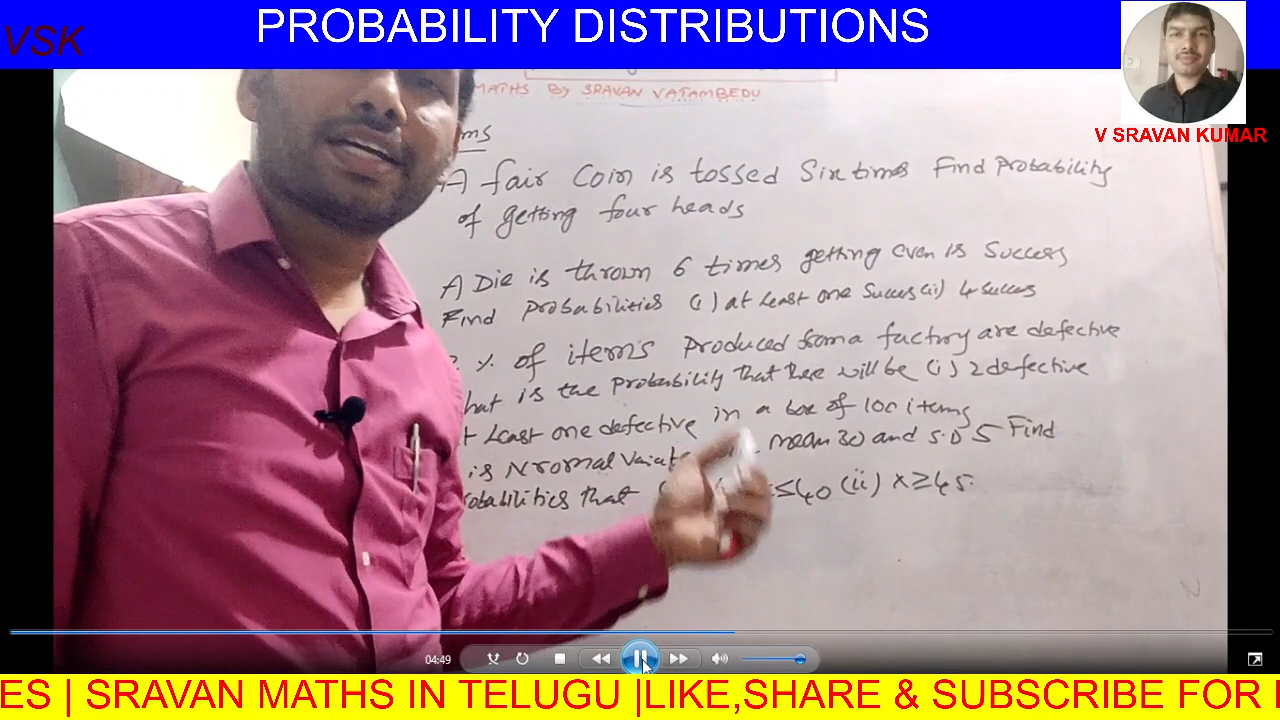 PROBABILITY DISTRIBUTIONS
VSK
V SRAVAN KUMAR
MATHS BY SRAVAN VATAMBEDU
ms
A fair Coin is tossed Six times Find Probability
of getting four heads
A Die is thrown 6 times getting even is Success
Find Probabilities (i) at least one Success (ii) 4 success
% of items Produced from a factory are defective
hat is the Probability that there will be (i) 2 defective
t Least one defective in a box of 100 items
is Nromal Variate mean 30 and S.D 5 Find
robabilities that ≤40 (ii) X≥45
04:49
ES | SRAVAN MATHS IN TELUGU |LIKE,SHARE & SUBSCRIBE FOR